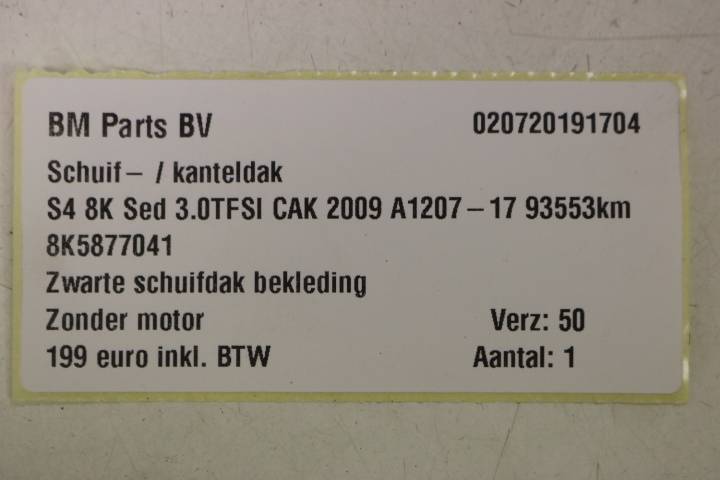 BM Parts BV 020720191704
Schuif- / kanteldak
S4 8K Sed 3.0TFSI CAK 2009 A1207-17 93553km
8K5877041
Zwarte schuifdak bekleding
Zonder motor Verz: 50
199 euro inkl. BTW Aantal: 1